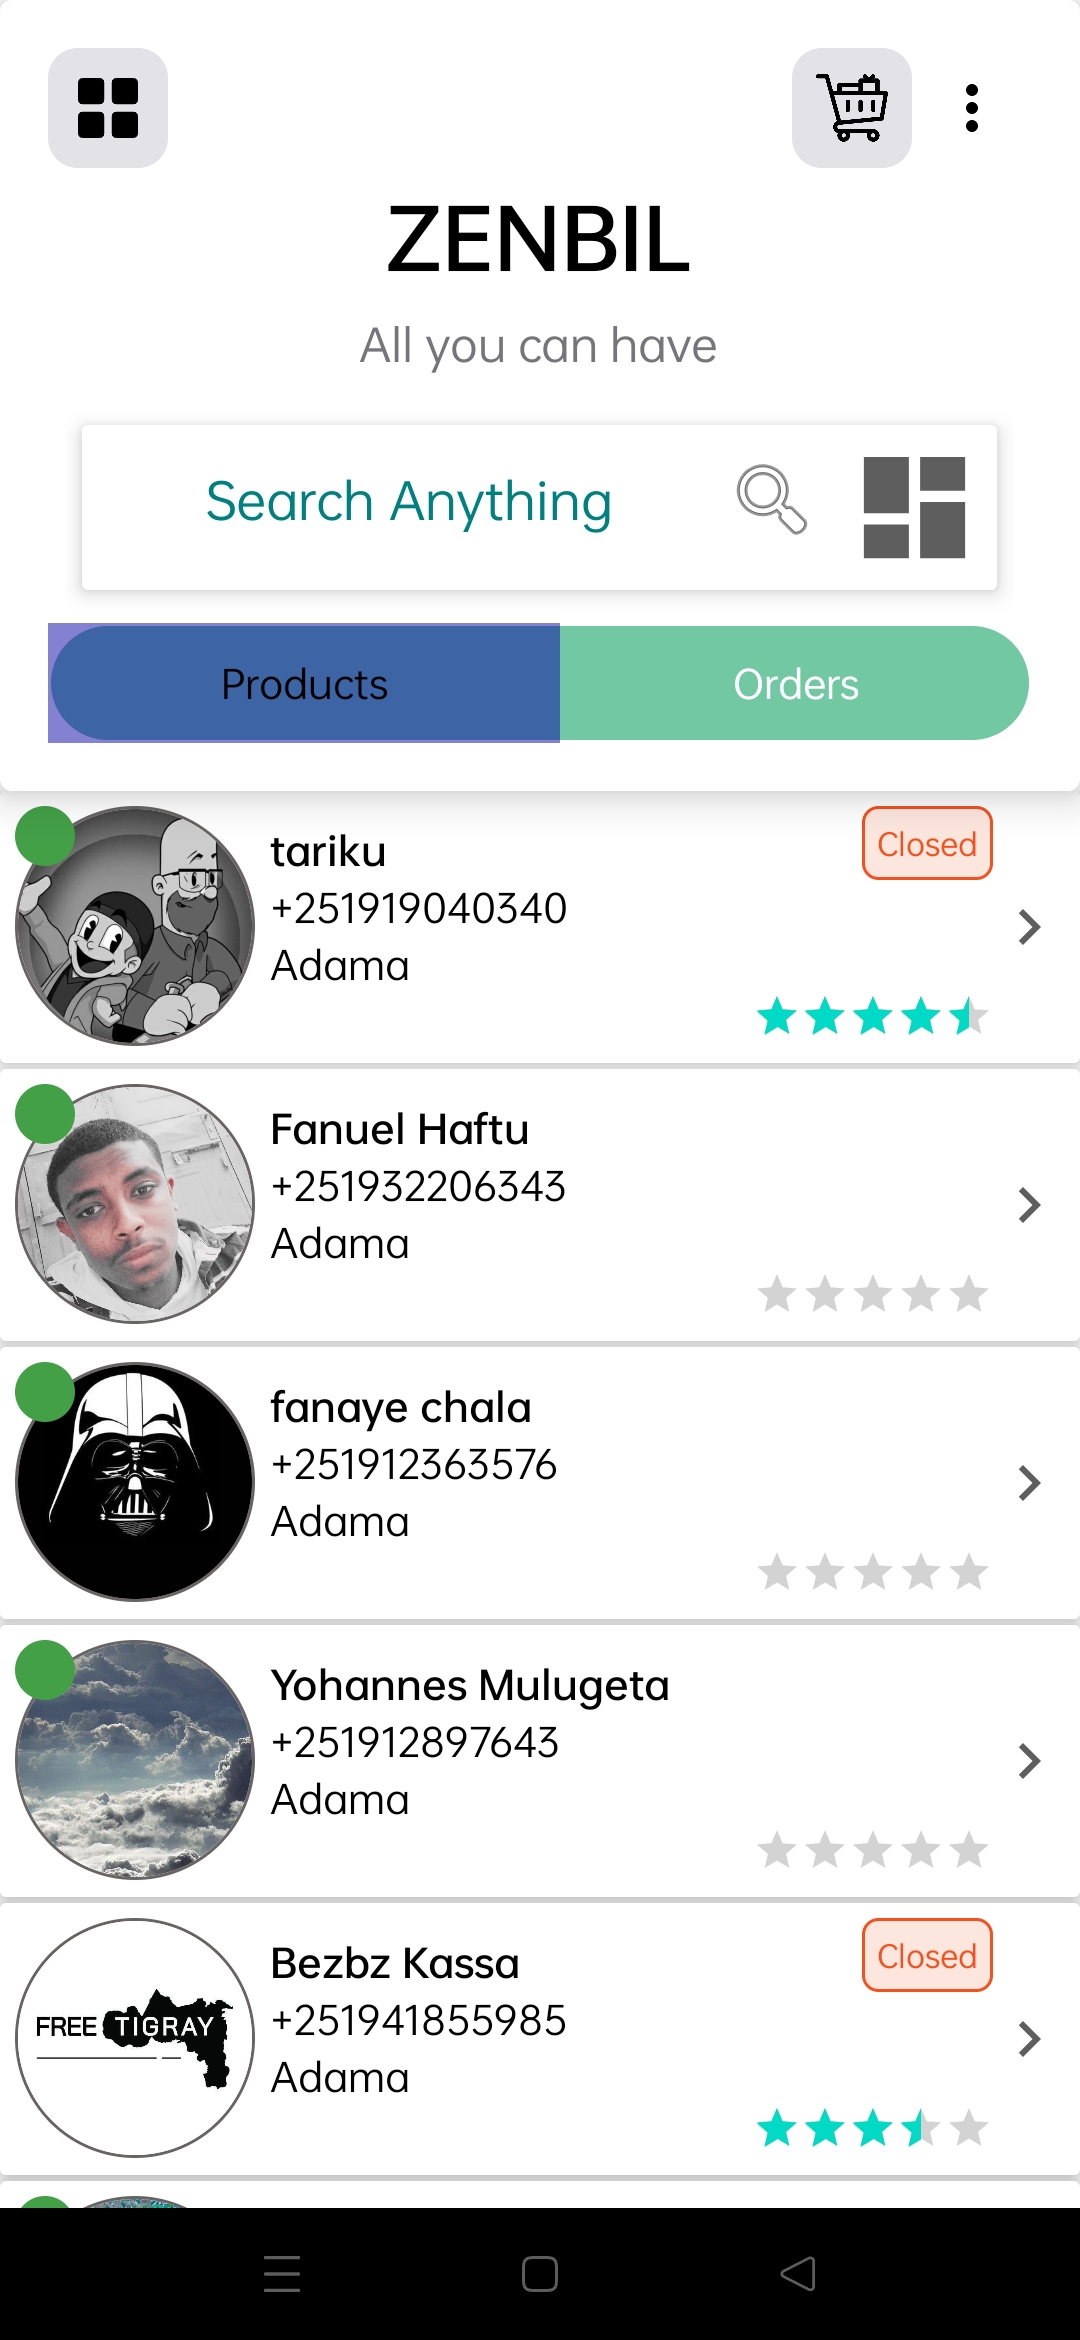 ZENBIL
All you can have
Search Anything
Products
Orders
tariku
Closed
+251919040340
Adama
Fanuel Haftu
+251932206343
Adama
fanaye chala
+251912363576
Adama
Yohannes Mulugeta
+251912897643
Adama
Bezbz Kassa
Closed
FREE TIGRAY
+251941855985
Adama